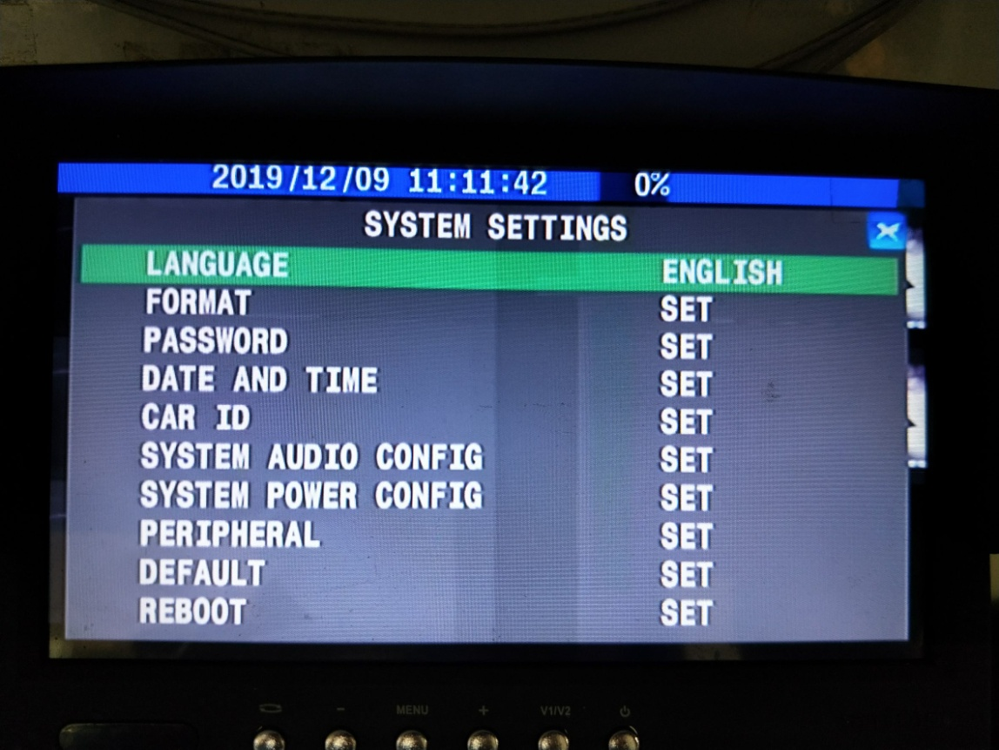 2019/12/09 11:11:42 0%
SYSTEM SETTINGS
LANGUAGE ENGLISH
FORMAT SET
PASSWORD SET
DATE AND TIME SET
CAR ID SET
SYSTEM AUDIO CONFIG SET
SYSTEM POWER CONFIG SET
PERIPHERAL SET
DEFAULT SET
REBOOT SET
- MENU + V1/V2